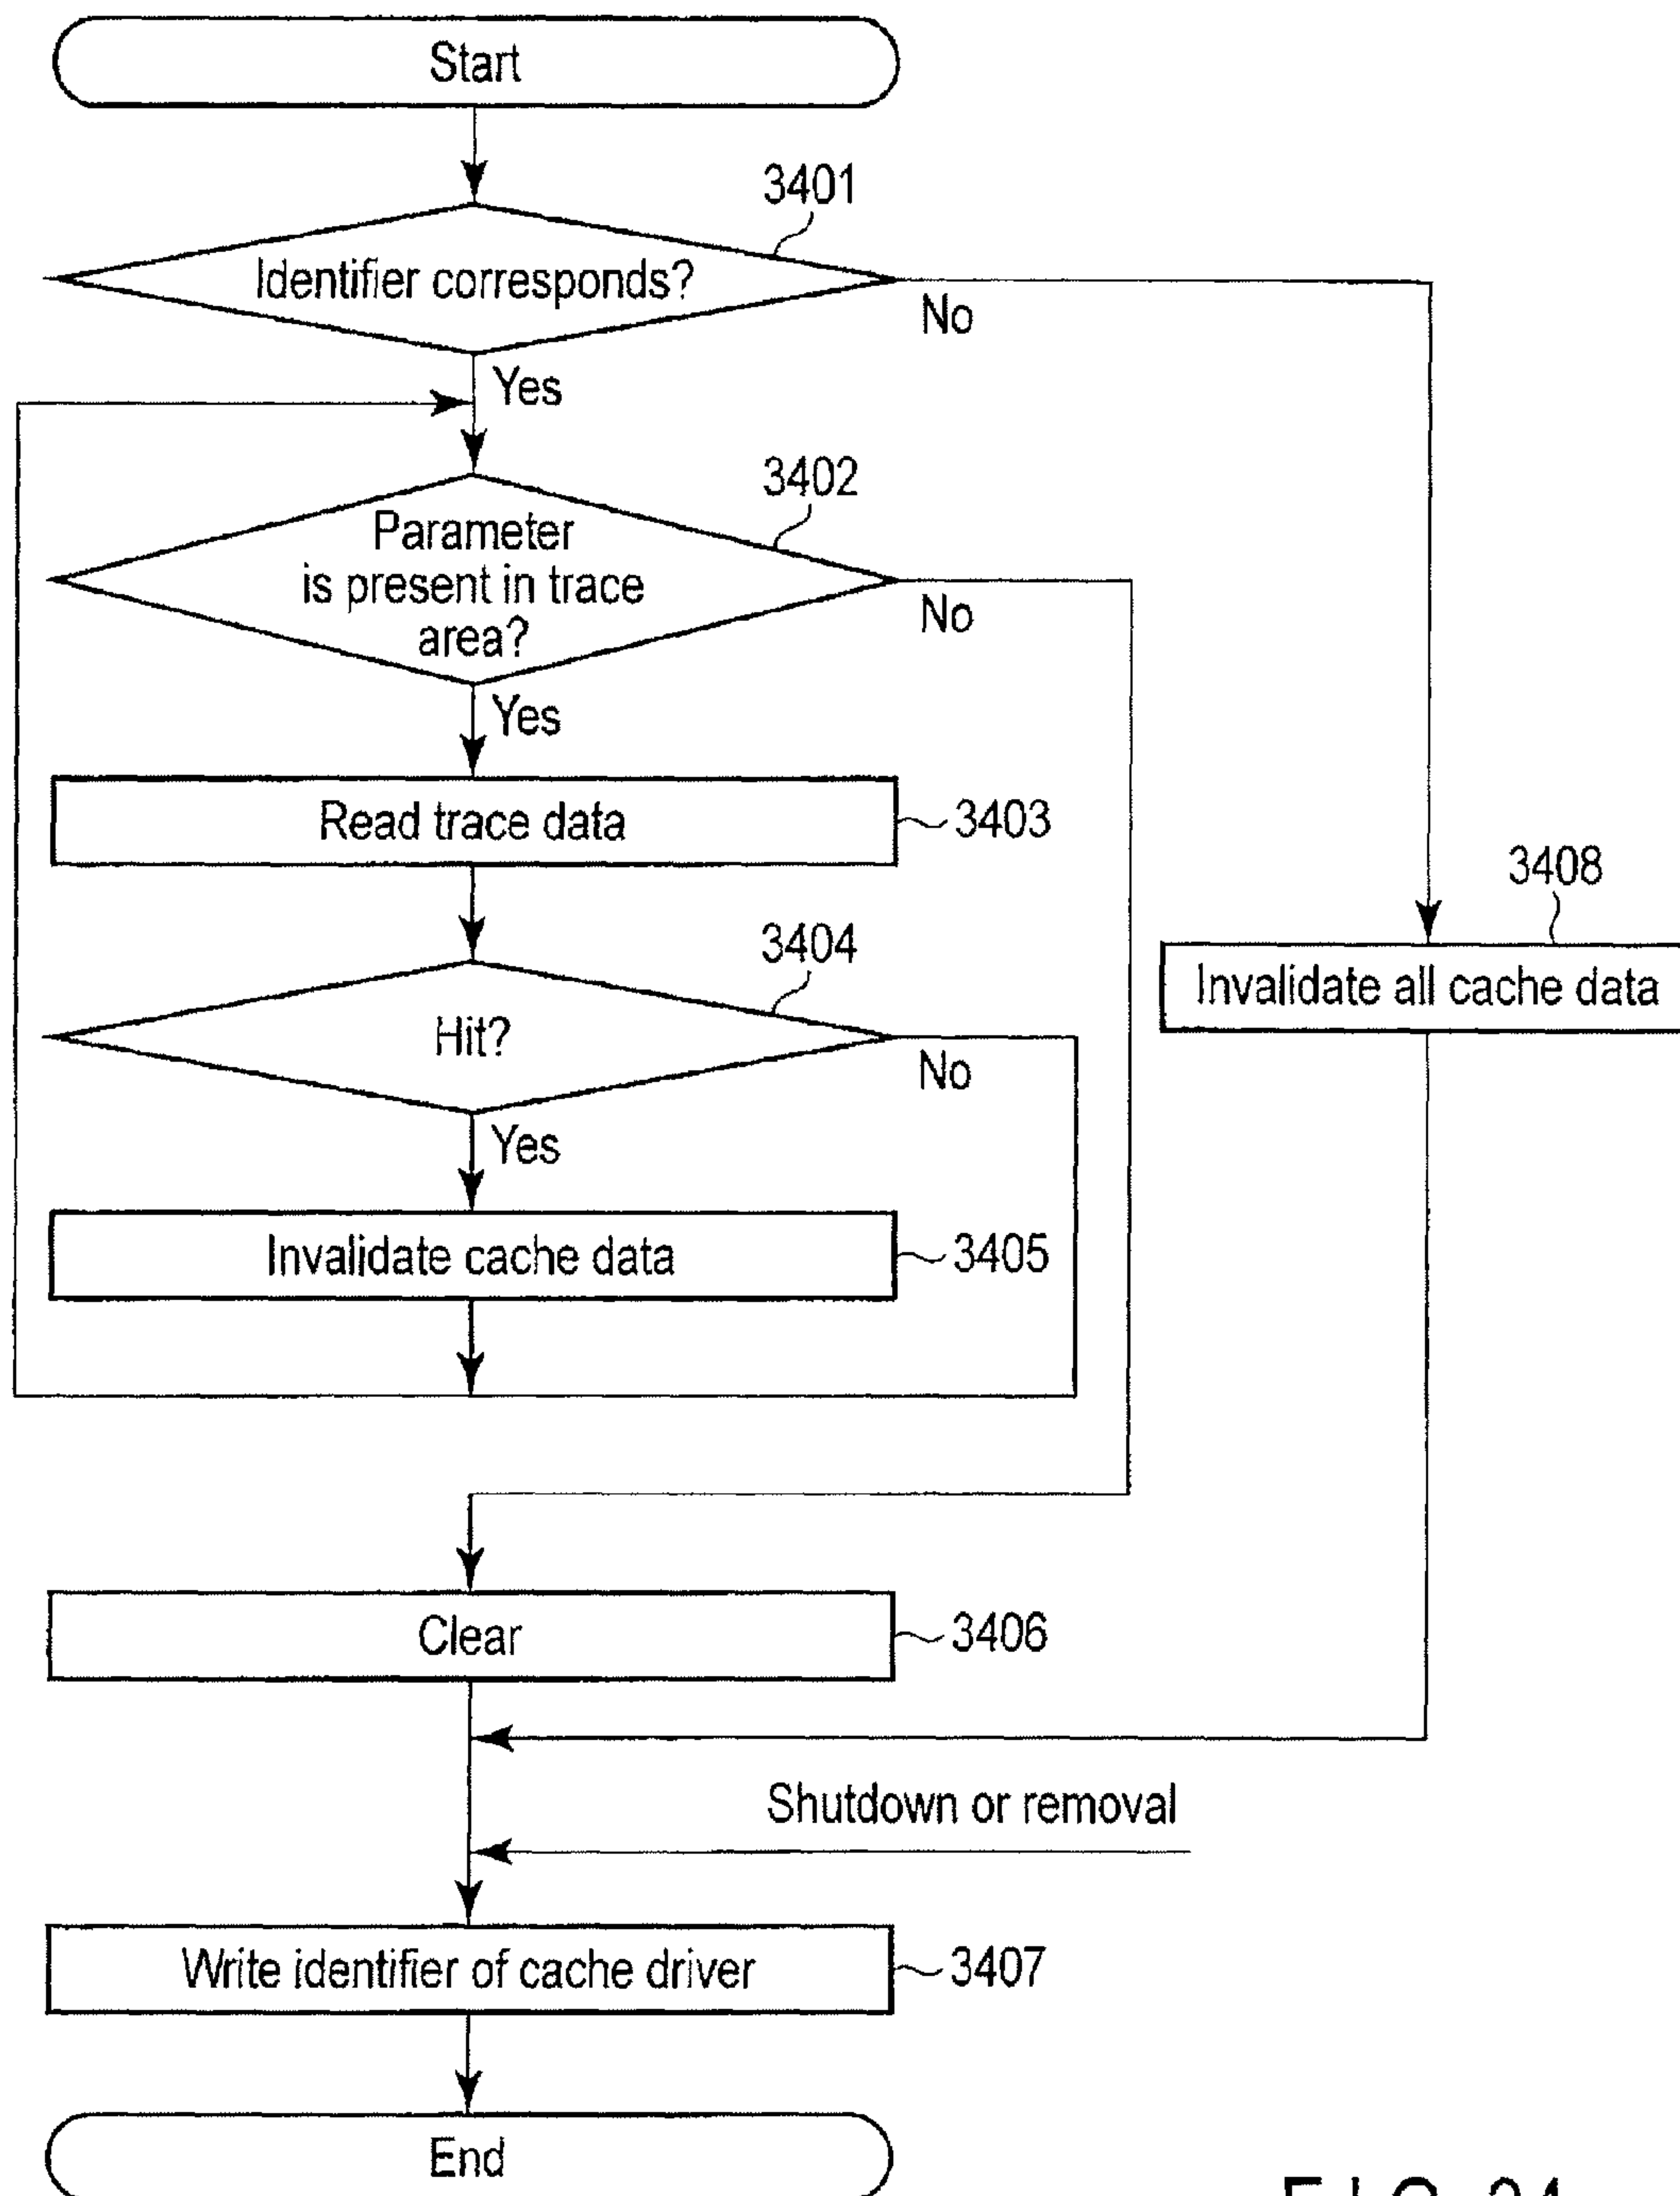 Start
3401
Identifier corresponds?
No
Yes
3402
Parameter
is present in trace
area?
No
Yes
Read trace data
3403
3404
Hit?
No
Yes
3408
Invalidate all cache data
Invalidate cache data
3405
Clear
3406
Shutdown or removal
Write identifier of cache driver
3407
End
FIG. 34